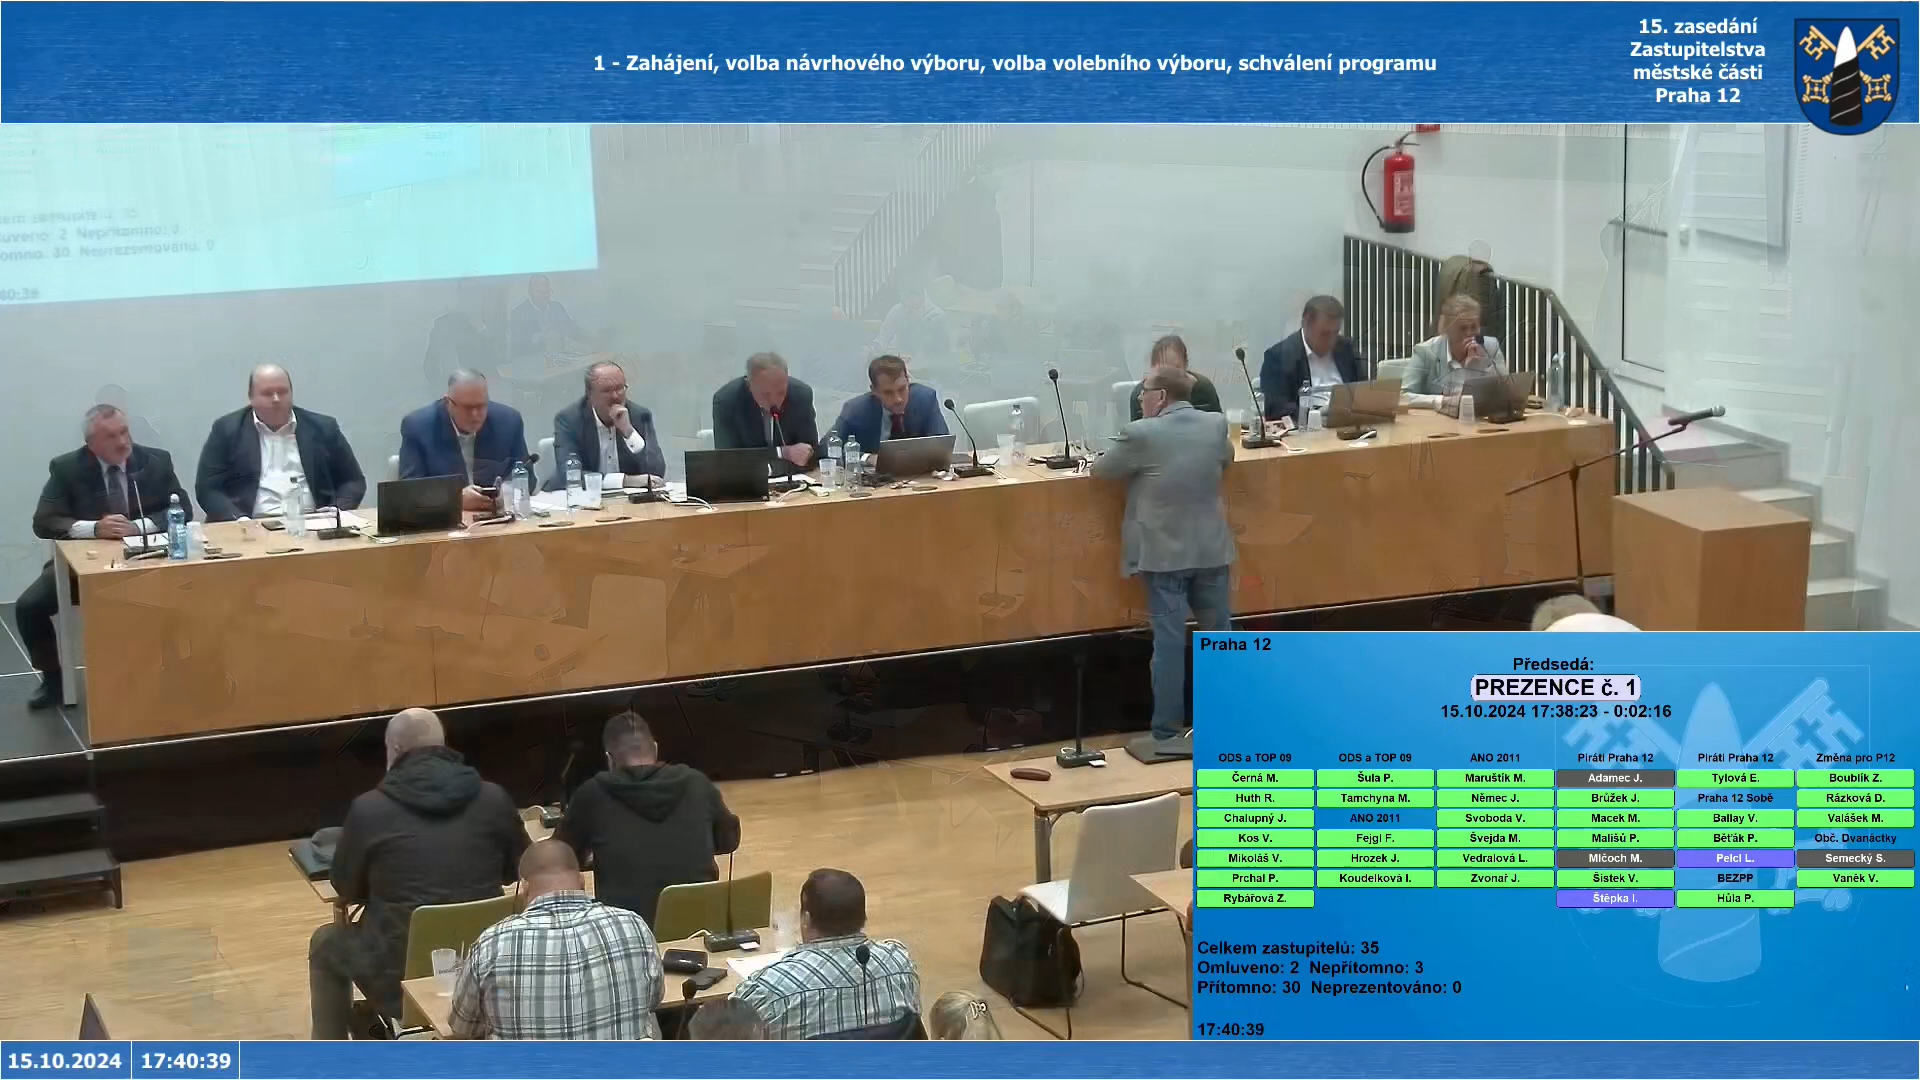 1 - Zahájení, volba návrhového výboru, volba volebního výboru, schválení programu
15. zasedání
Zastupitelstva
městské části
Praha 12
Praha 12
Předsedá:
PREZENCE č. 1
15.10.2024 17:38:23 - 0:02:16
ODS a TOP 09 ODS a TOP 09 ANO 2011 Piráti Praha 12 Piráti Praha 12 Změna pro P12
Černá M. Šula P. Maruštík M. Adamec J. Tylová E. Boublík Z.
Huth R. Tamchyna M. Němec J. Brůžek J. Praha 12 Sobě Rázková D.
Chalupný J. ANO 2011 Svoboda V. Macek M. Ballay V. Valášek M.
Kos V. Fejgl F. Švejda M. Mališů P. Běťák P. Obč. Dvanáctky
Mikoláš V. Hrozek J. Vedralová L. Mlčoch M. Pelcl L. Semecký S.
Prchal P. Koudelková I. Zvonař J. Šístek V. BEZPP Vaněk V.
Rybářová Z. Štěpka I. Hůla P.
Celkem zastupitelů: 35
Omluveno: 2 Nepřítomno: 3
Přítomno: 30 Neprezentováno: 0
17:40:39
15.10.2024 17:40:39